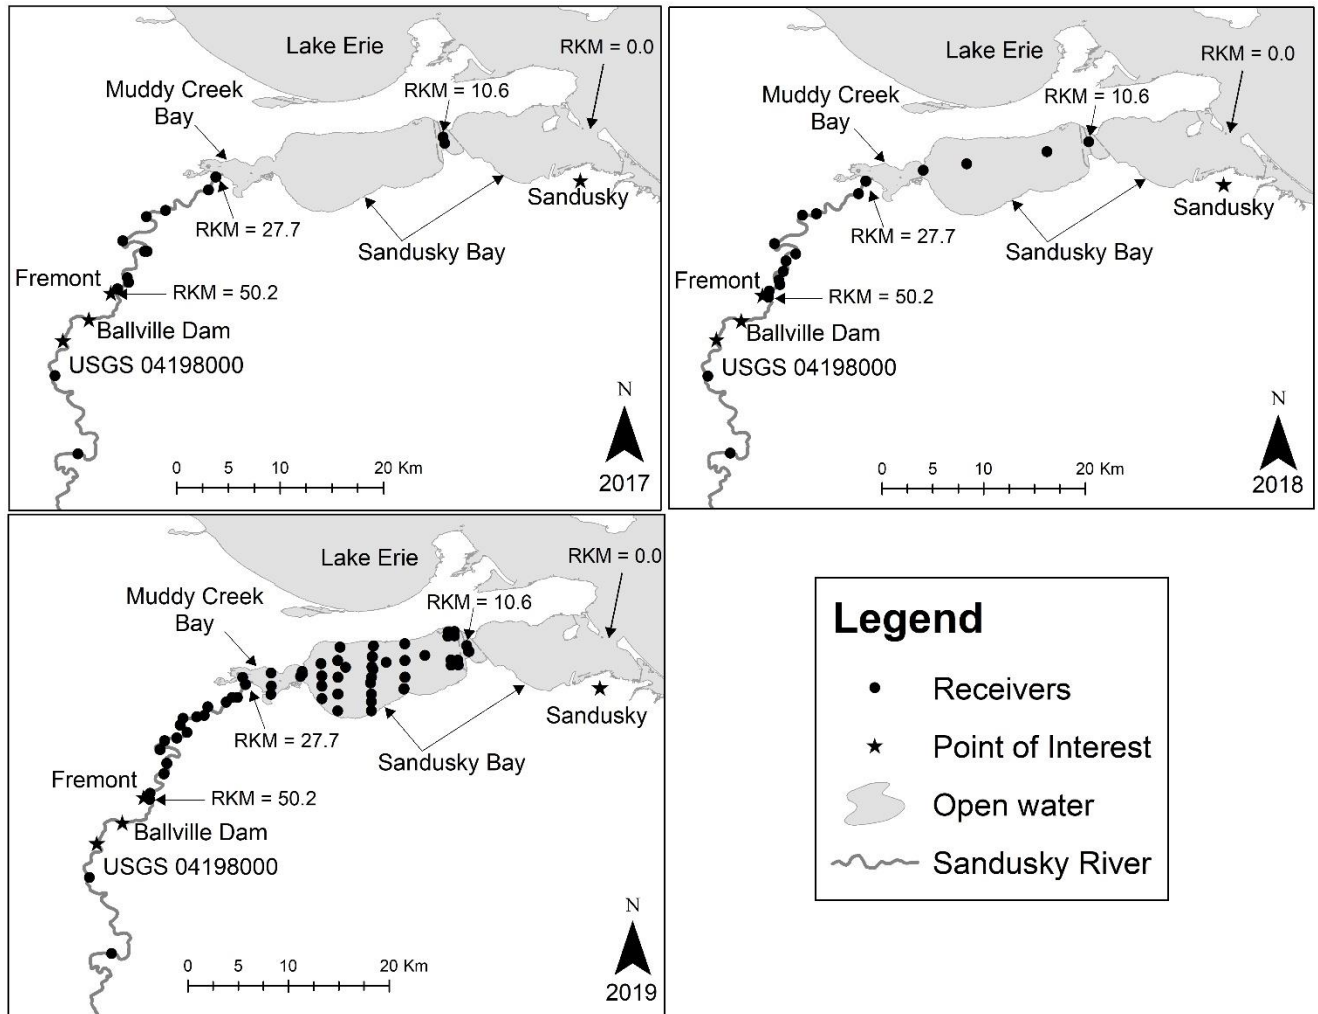 Lake Erie
RKM = 0.0
Muddy Creek
Bay
RKM = 10.6
Sandusky
RKM = 27.7
Sandusky Bay
Fremont
RKM = 50.2
Ballville Dam
USGS 04198000
N
0 5 10 20 Km
2017
Lake Erie
RKM = 0.0
Muddy Creek
Bay
RKM = 10.6
Sandusky
RKM = 27.7
Sandusky Bay
Fremont
RKM = 50.2
Ballville Dam
USGS 04198000
N
0 5 10 20 Km
2018
Lake Erie
RKM = 0.0
Muddy Creek
Bay
RKM = 10.6
Sandusky
RKM = 27.7
Sandusky Bay
Fremont
RKM = 50.2
Ballville Dam
USGS 04198000
N
0 5 10 20 Km
2019
Legend
Receivers
Point of Interest
Open water
Sandusky River